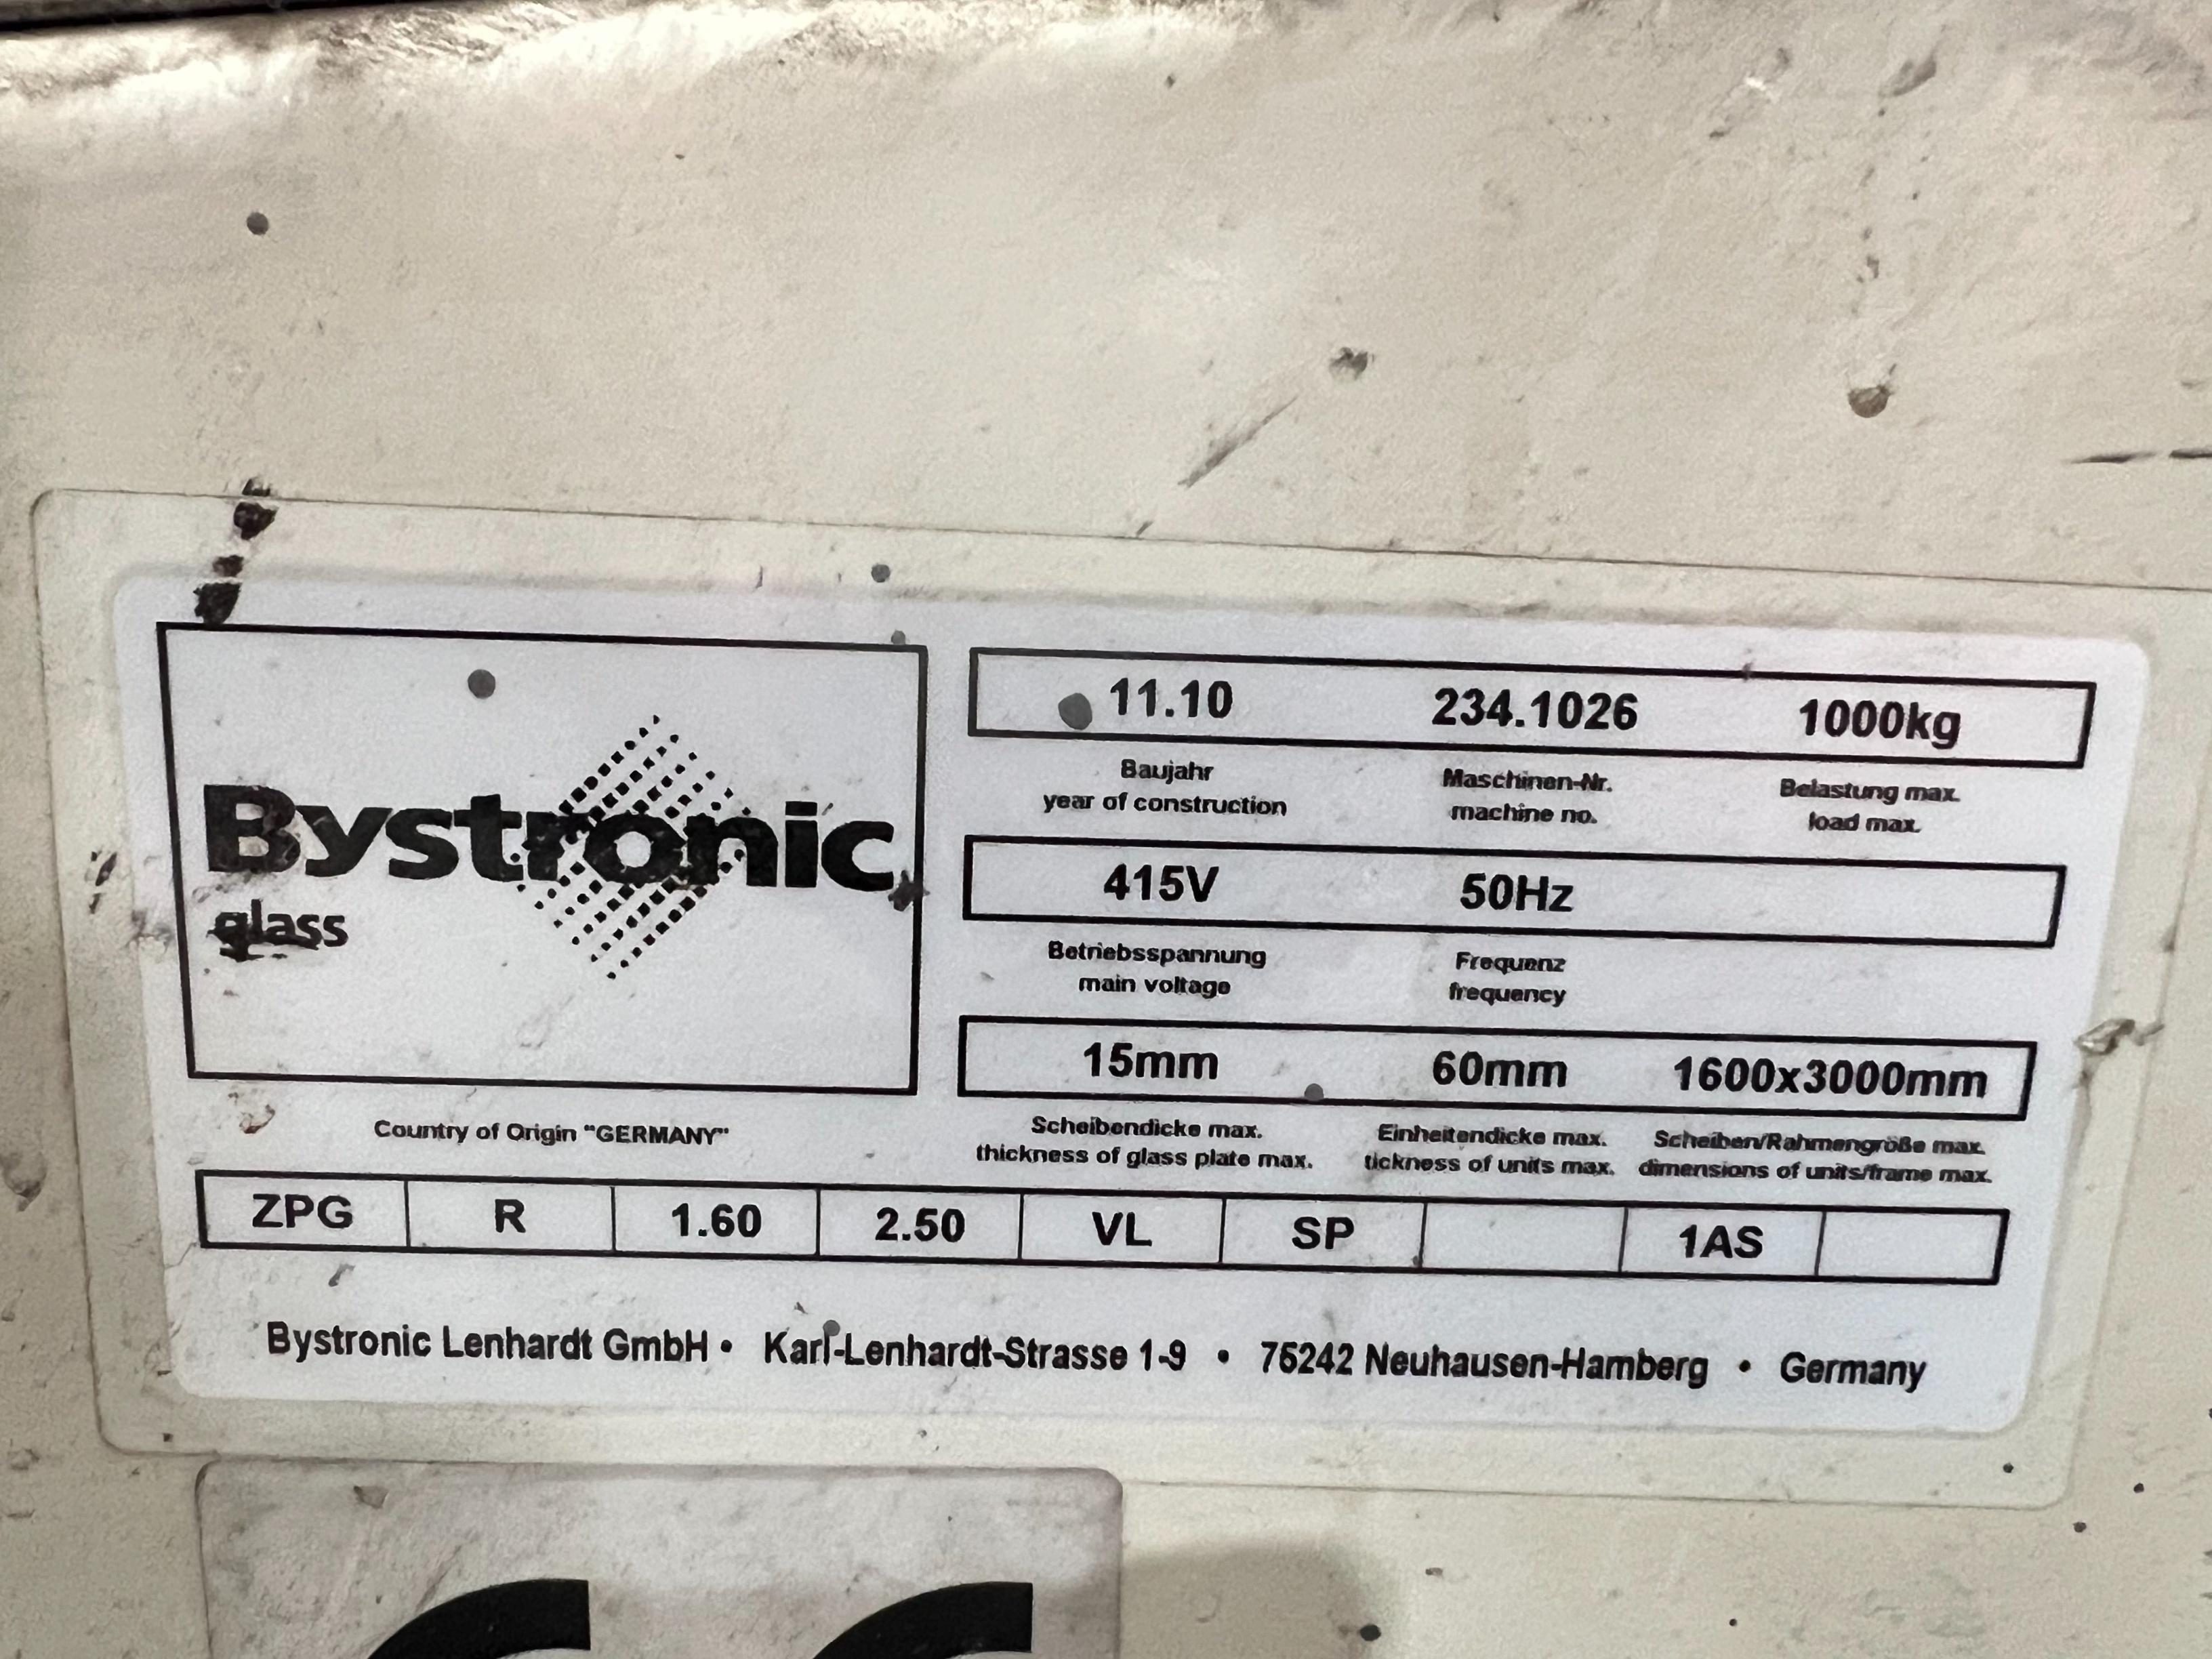 Bystronic
glass
Country of Origin "GERMANY"
11.10 234.1026 1000kg
Baujahr Maschinen-Nr. Belastung max.
year of construction machine no. load max.
415V 50Hz
Betriebsspannung Frequenz
main voltage frequency
15mm 60mm 1600x3000mm
Scheibendicke max. Einheitendicke max. Scheiben/Rahmengröße max.
thickness of glass plate max. tickness of units max. dimensions of units/frame max.
ZPG R 1.60 2.50 VL SP 1AS
Bystronic Lenhardt GmbH • Karl-Lenhardt-Strasse 1-9 • 75242 Neuhausen-Hamberg • Germany
CE